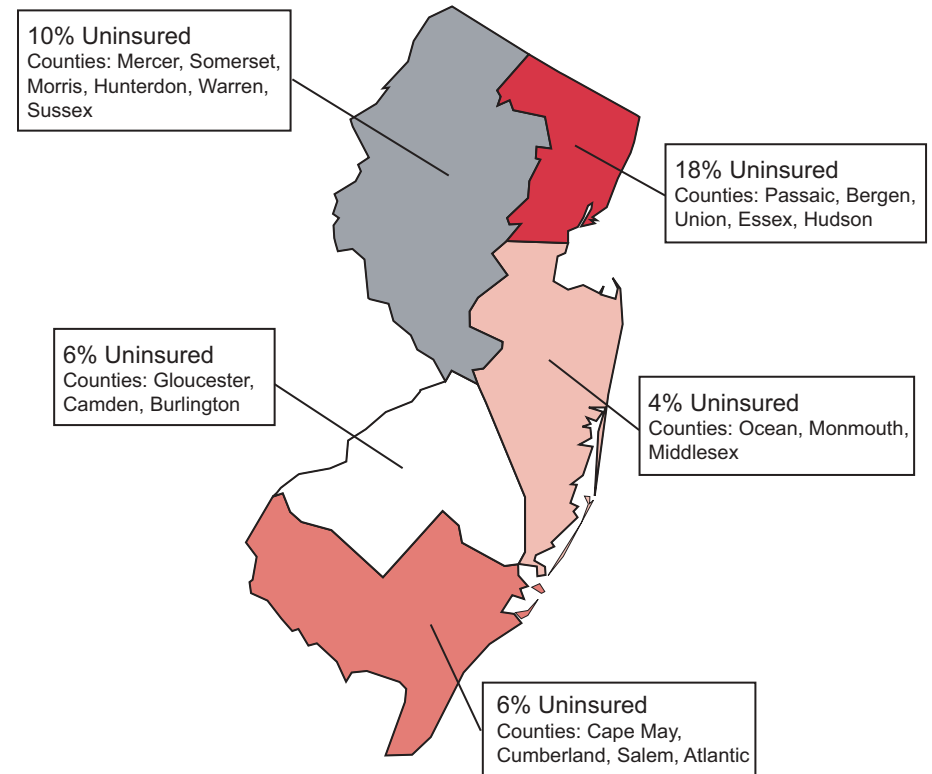 10% Uninsured
Counties: Mercer, Somerset,
Morris, Hunterdon, Warren,
Sussex
18% Uninsured
Counties: Passaic, Bergen,
Union, Essex, Hudson
6% Uninsured
Counties: Gloucester,
Camden, Burlington
4% Uninsured
Counties: Ocean, Monmouth,
Middlesex
6% Uninsured
Counties: Cape May,
Cumberland, Salem, Atlantic